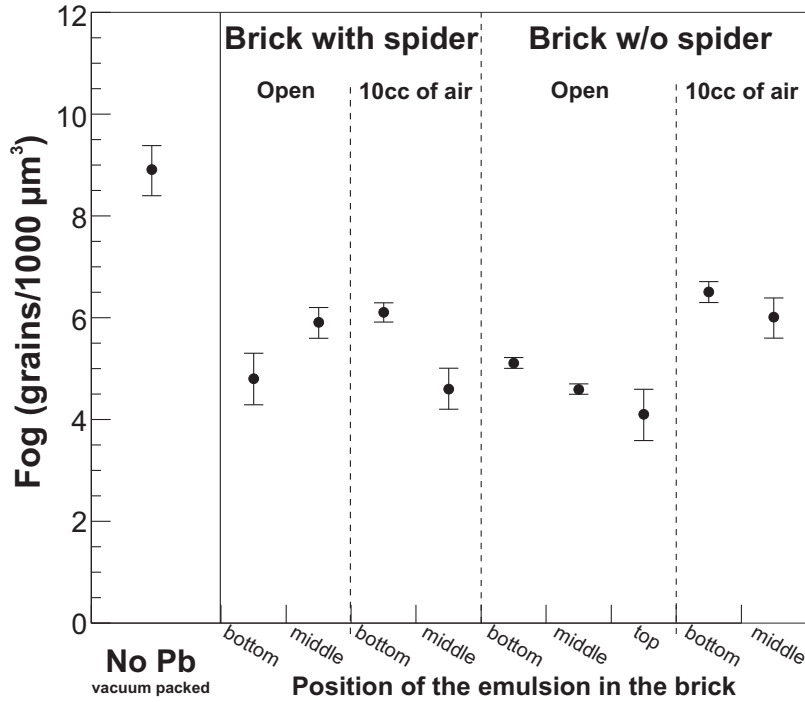 12
10
8
6
4
2
0
Fog (grains/1000 µm³)
Brick with spider
Brick w/o spider
Open
10cc of air
Open
10cc of air
bottom
middle
bottom
middle
bottom
middle
top
bottom
middle
No Pb
vacuum packed
Position of the emulsion in the brick